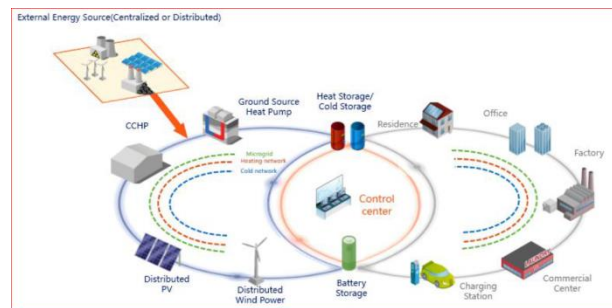 External Energy Source(Centralized or Distributed)
Ground Source
Heat Pump
Heat Storage/
Cold Storage
Residence
Office
CCHP
Factory
Microgrid
Heating network
Cold network
Control
center
Distributed
PV
Distributed
Wind Power
Battery
Storage
Charging
Station
Commercial
Center